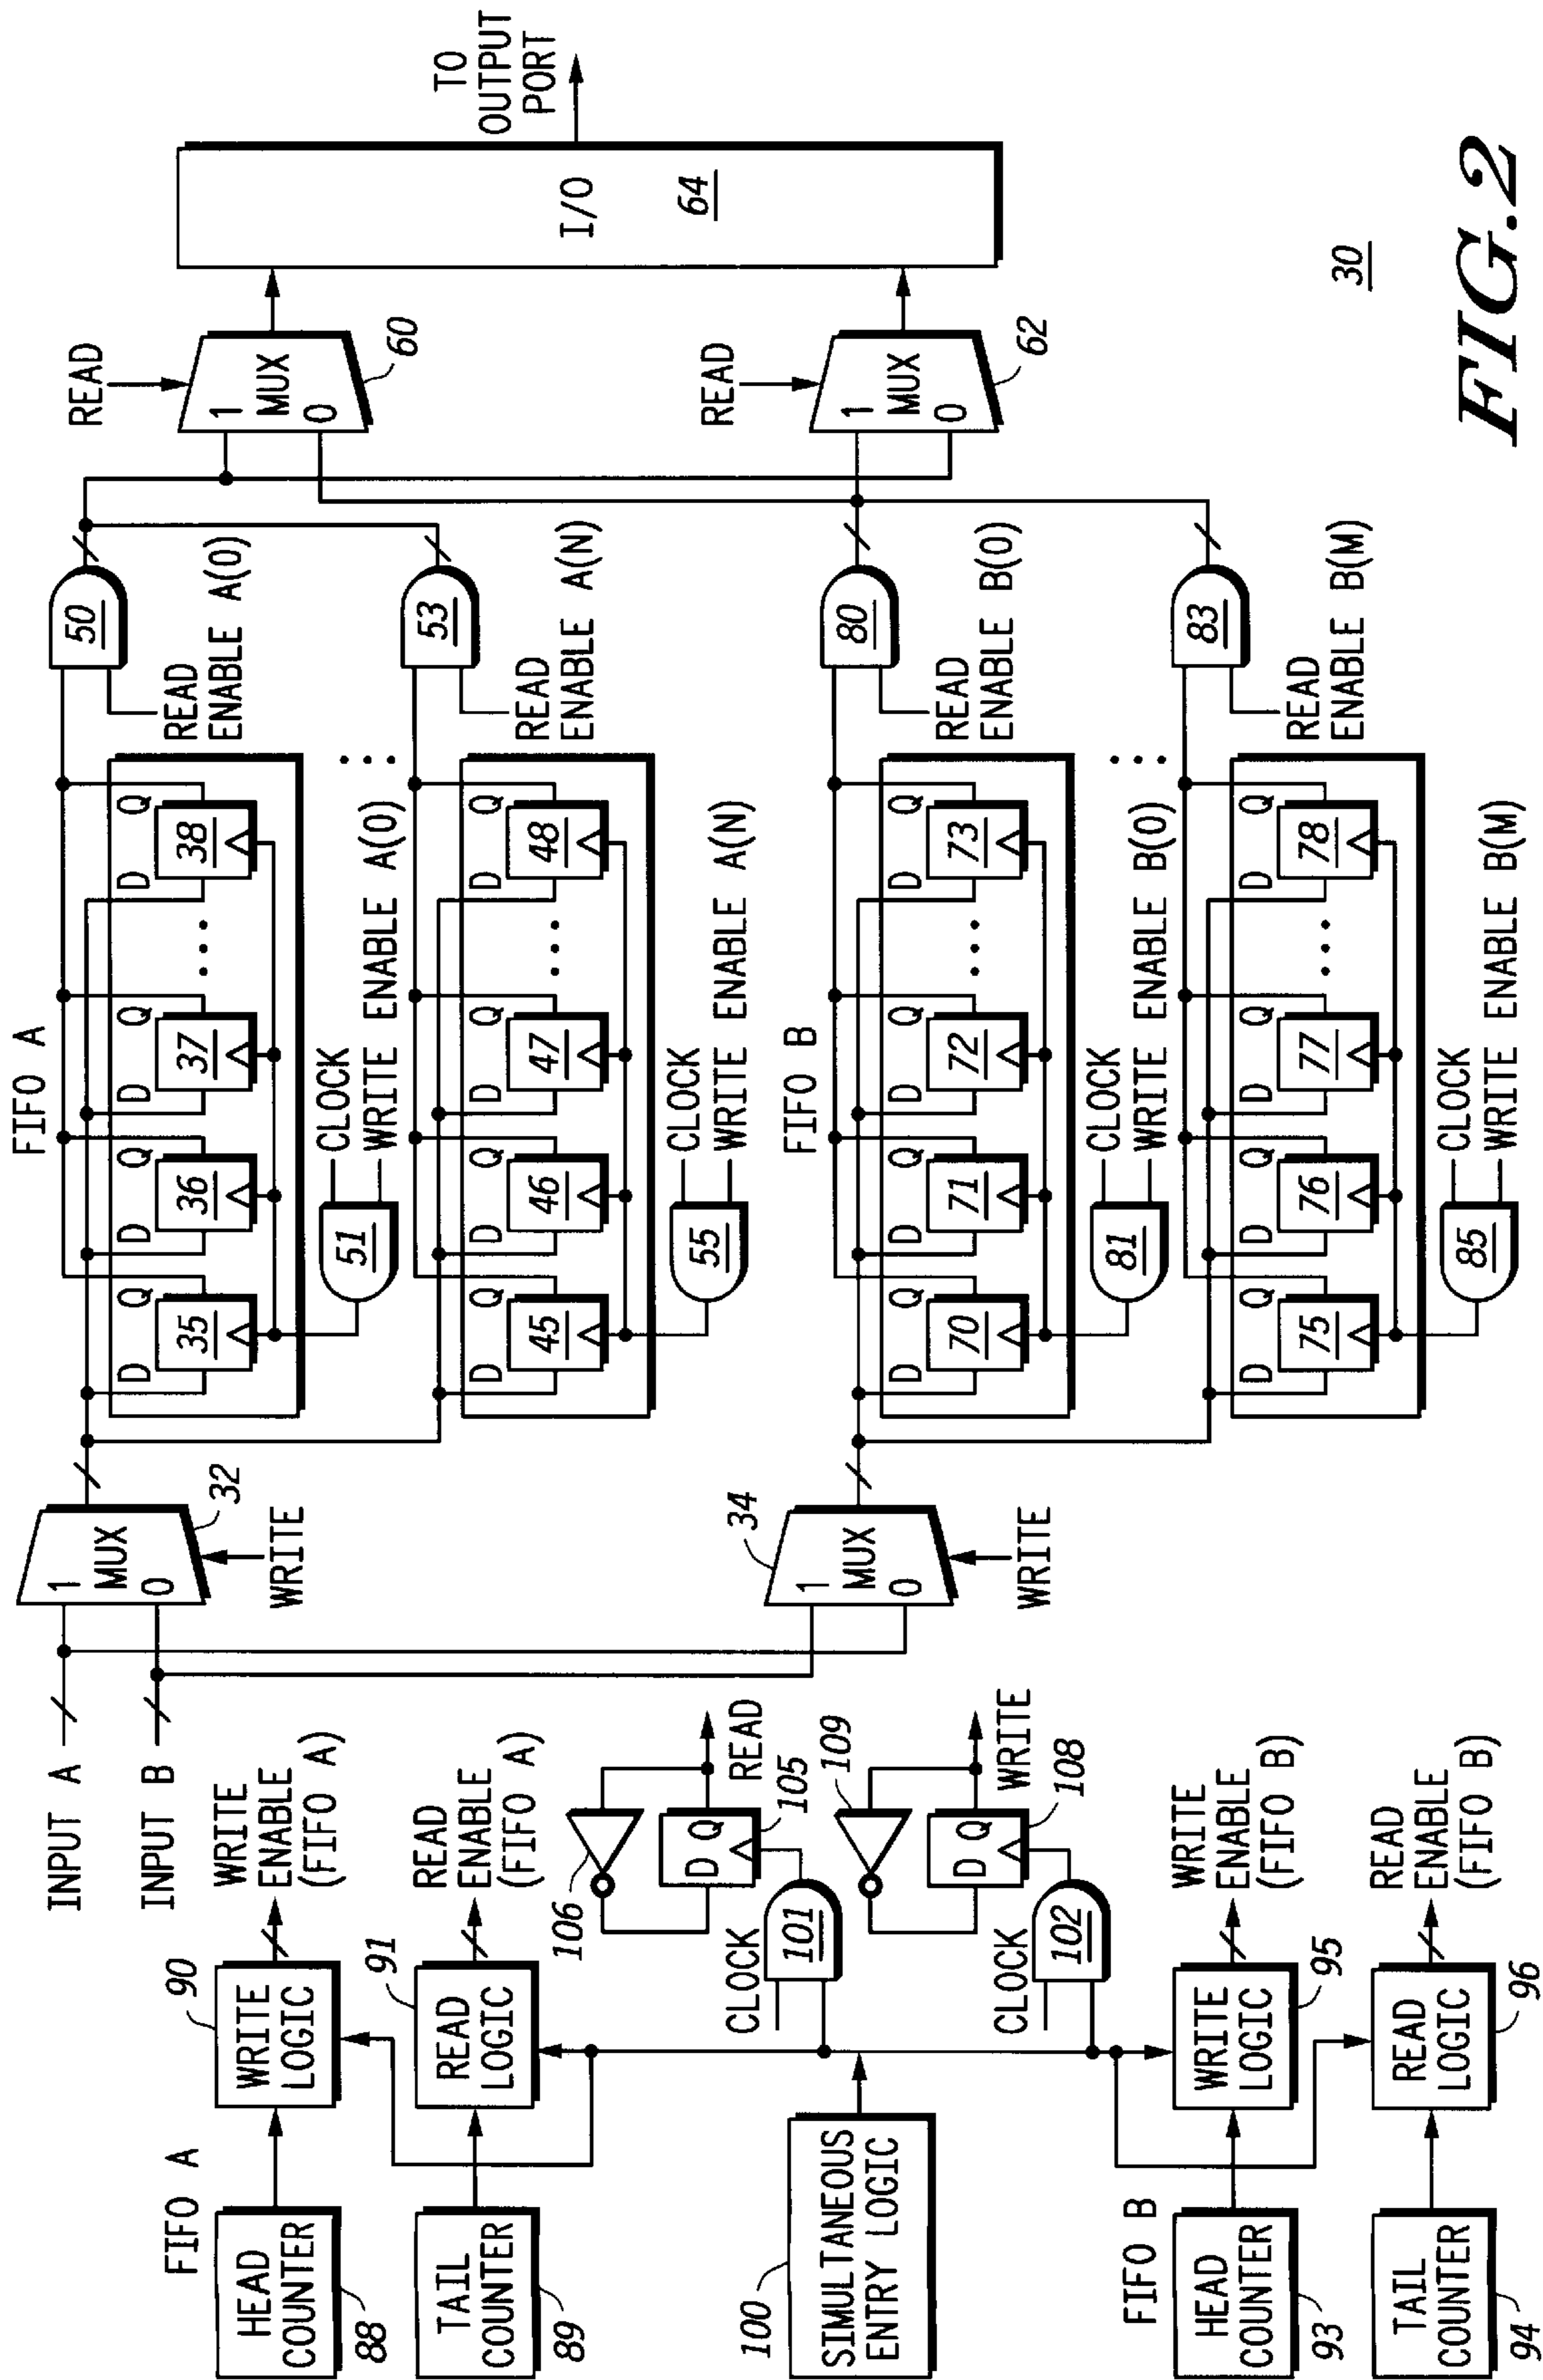 INPUT A
INPUT B
1
MUX
0
32
WRITE
34
1
MUX
0
WRITE
FIFO A
D
35
Q
D
36
Q
D
37
Q
...
D
38
Q
CLOCK
WRITE ENABLE A(0)
51
50
READ
ENABLE A(0)
...
D
45
Q
D
46
Q
D
47
Q
...
D
48
Q
CLOCK
WRITE ENABLE A(N)
55
53
READ
ENABLE A(N)
FIFO B
D
70
Q
D
71
Q
D
72
Q
...
D
73
Q
CLOCK
WRITE ENABLE B(0)
81
80
READ
ENABLE B(0)
...
D
75
Q
D
76
Q
D
77
Q
...
D
78
Q
CLOCK
WRITE ENABLE B(M)
85
83
READ
ENABLE B(M)
READ
1
MUX
0
60
READ
1
MUX
0
62
I/O
64
TO
OUTPUT
PORT
FIFO A
HEAD
COUNTER
88
WRITE
LOGIC
90
WRITE
ENABLE
(FIFO A)
TAIL
COUNTER
89
READ
LOGIC
91
READ
ENABLE
(FIFO A)
106
D Q
READ
105
CLOCK
101
SIMULTANEOUS
ENTRY LOGIC
100
109
D Q
WRITE
108
CLOCK
102
FIFO B
HEAD
COUNTER
93
WRITE
LOGIC
95
WRITE
ENABLE
(FIFO B)
TAIL
COUNTER
94
READ
LOGIC
96
READ
ENABLE
(FIFO B)
30
FIG.2